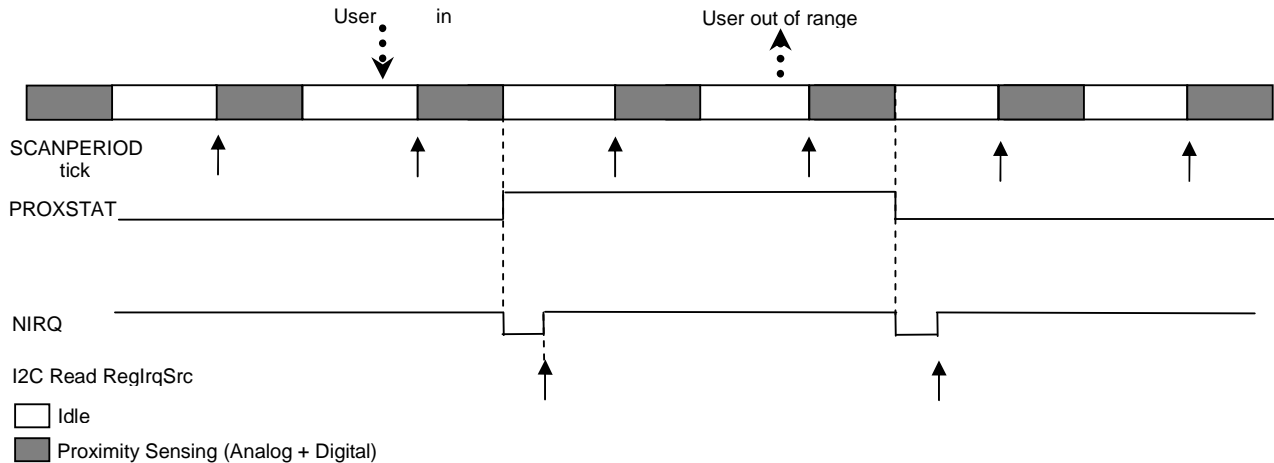 User in
User out of range
SCANPERIOD
tick
PROXSTAT
NIRQ
I2C Read RegIrqSrc
Idle
Proximity Sensing (Analog + Digital)